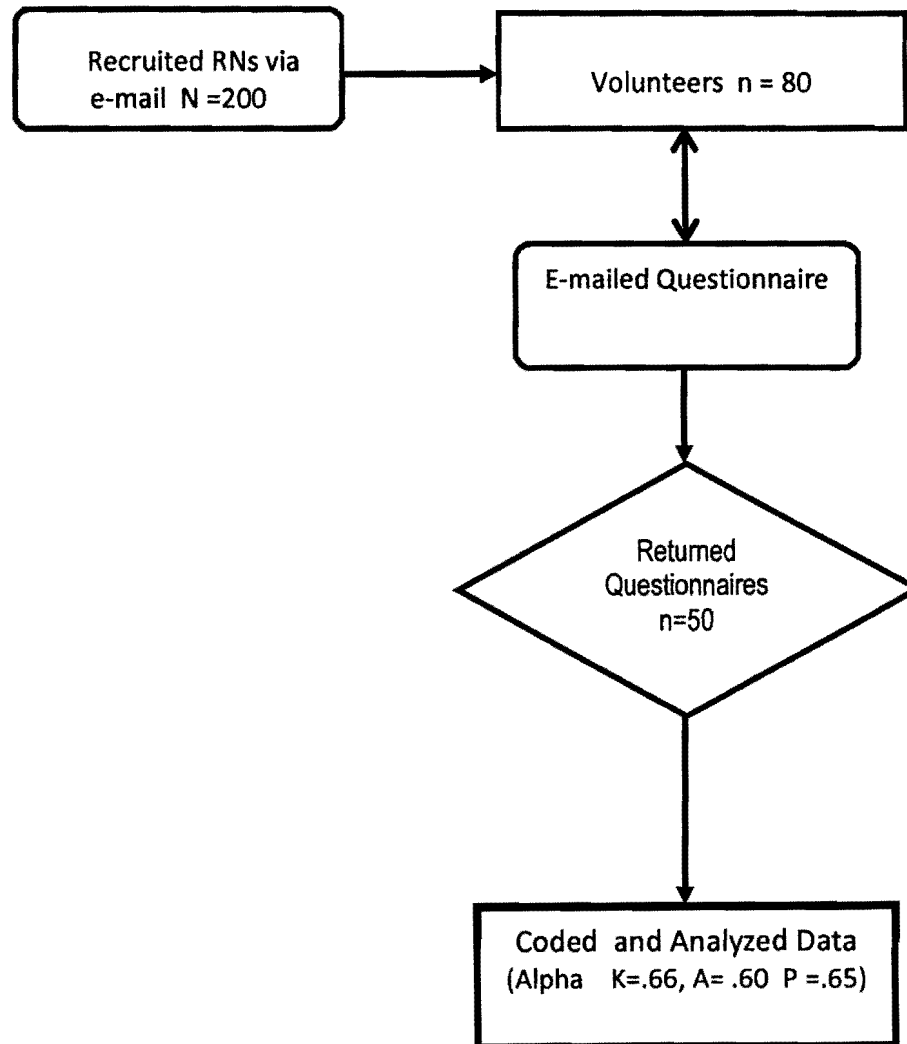 Recruited RNs via
e-mail N =200
Volunteers n = 80
E-mailed Questionnaire
Returned
Questionnaires
n=50
Coded and Analyzed Data
(Alpha K=.66, A= .60 P =.65)